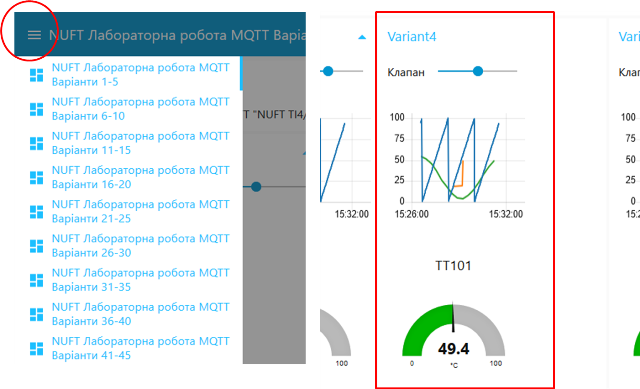 NUFT Лабораторна робота MQTT Варіа
NUFT Лабораторна робота MQTT
Варіанти 1-5
NUFT Лабораторна робота MQTT
Варіанти 6-10
NUFT Лабораторна робота MQTT
Варіанти 11-15
NUFT Лабораторна робота MQTT
Варіанти 16-20
NUFT Лабораторна робота MQTT
Варіанти 21-25
NUFT Лабораторна робота MQTT
Варіанти 26-30
NUFT Лабораторна робота MQTT
Варіанти 31-35
NUFT Лабораторна робота MQTT
Варіанти 36-40
NUFT Лабораторна робота MQTT
Варіанти 41-45
Т "NUFT TI4/
15:32:00
100
Variant4
Клапан
100
75
50
25
0
15:26:00 15:32:00
TT101
49.4
0 °C 100
Vari
Клап
100
75
50
25
0
15:2
0